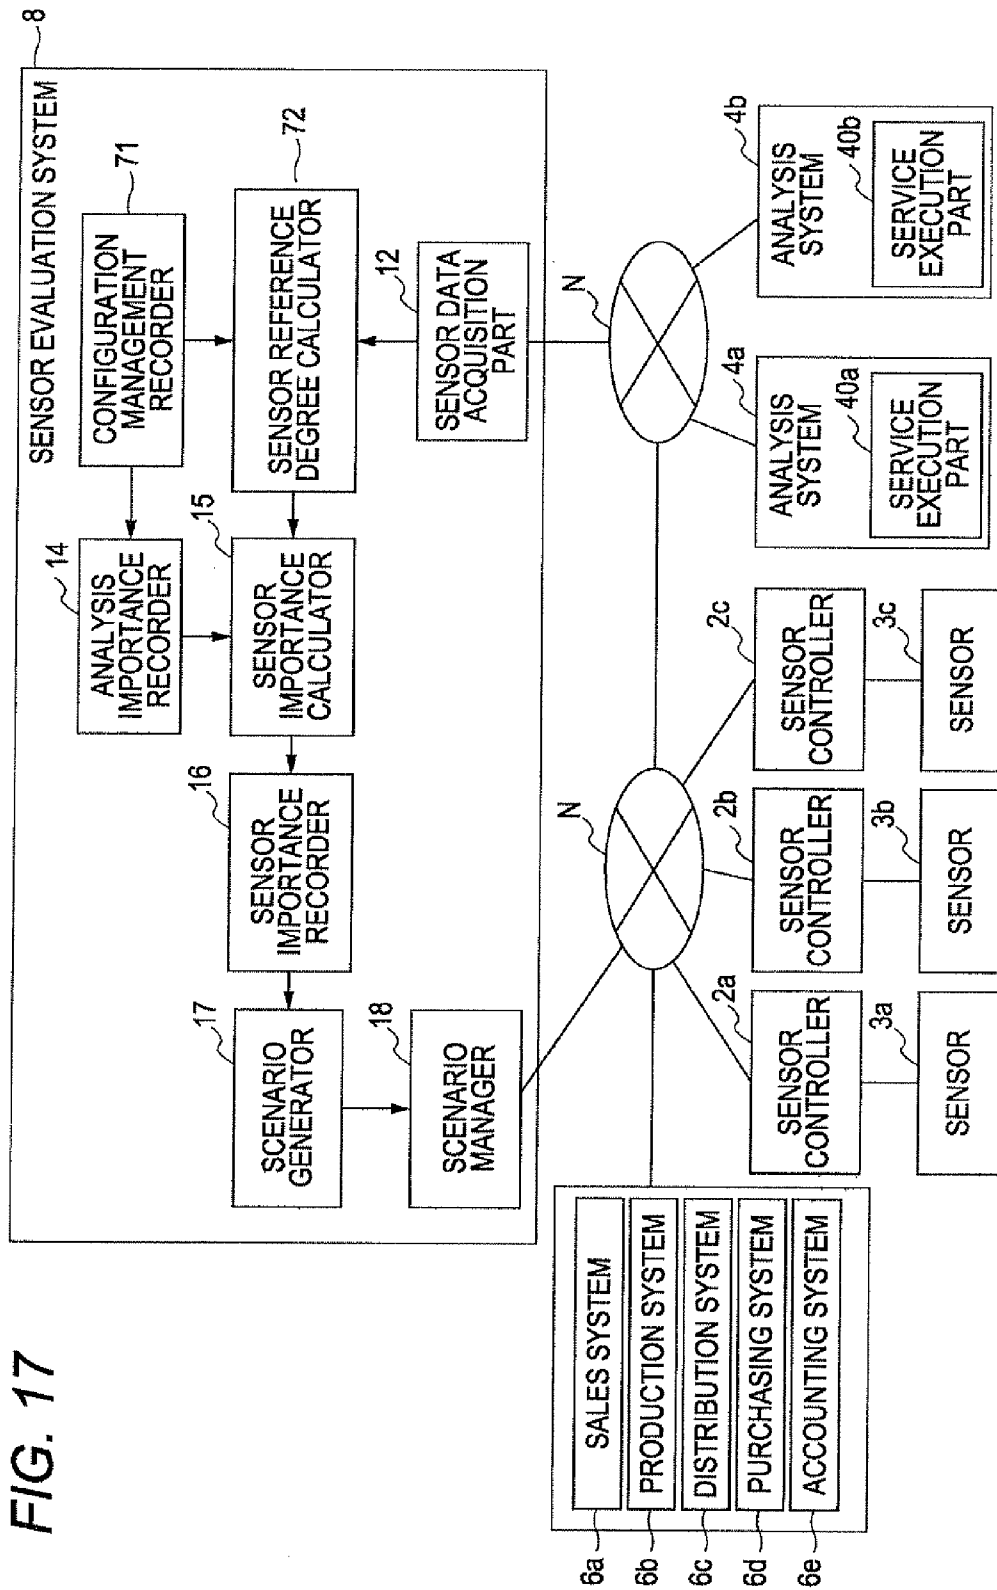 FIG. 17
8
SENSOR EVALUATION SYSTEM
14
ANALYSIS
IMPORTANCE
RECORDER
71
CONFIGURATION
MANAGEMENT
RECORDER
17
SCENARIO
GENERATOR
16
SENSOR
IMPORTANCE
RECORDER
15
SENSOR
IMPORTANCE
CALCULATOR
72
SENSOR REFERENCE
DEGREE CALCULATOR
18
SCENARIO
MANAGER
12
SENSOR DATA
ACQUISITION
PART
N
N
6a
SALES SYSTEM
6b
PRODUCTION SYSTEM
6c
DISTRIBUTION SYSTEM
6d
PURCHASING SYSTEM
6e
ACCOUNTING SYSTEM
2a
SENSOR
CONTROLLER
2b
SENSOR
CONTROLLER
2c
SENSOR
CONTROLLER
3a
SENSOR
3b
SENSOR
3c
SENSOR
4a
ANALYSIS
SYSTEM
40a
SERVICE
EXECUTION
PART
4b
ANALYSIS
SYSTEM
40b
SERVICE
EXECUTION
PART